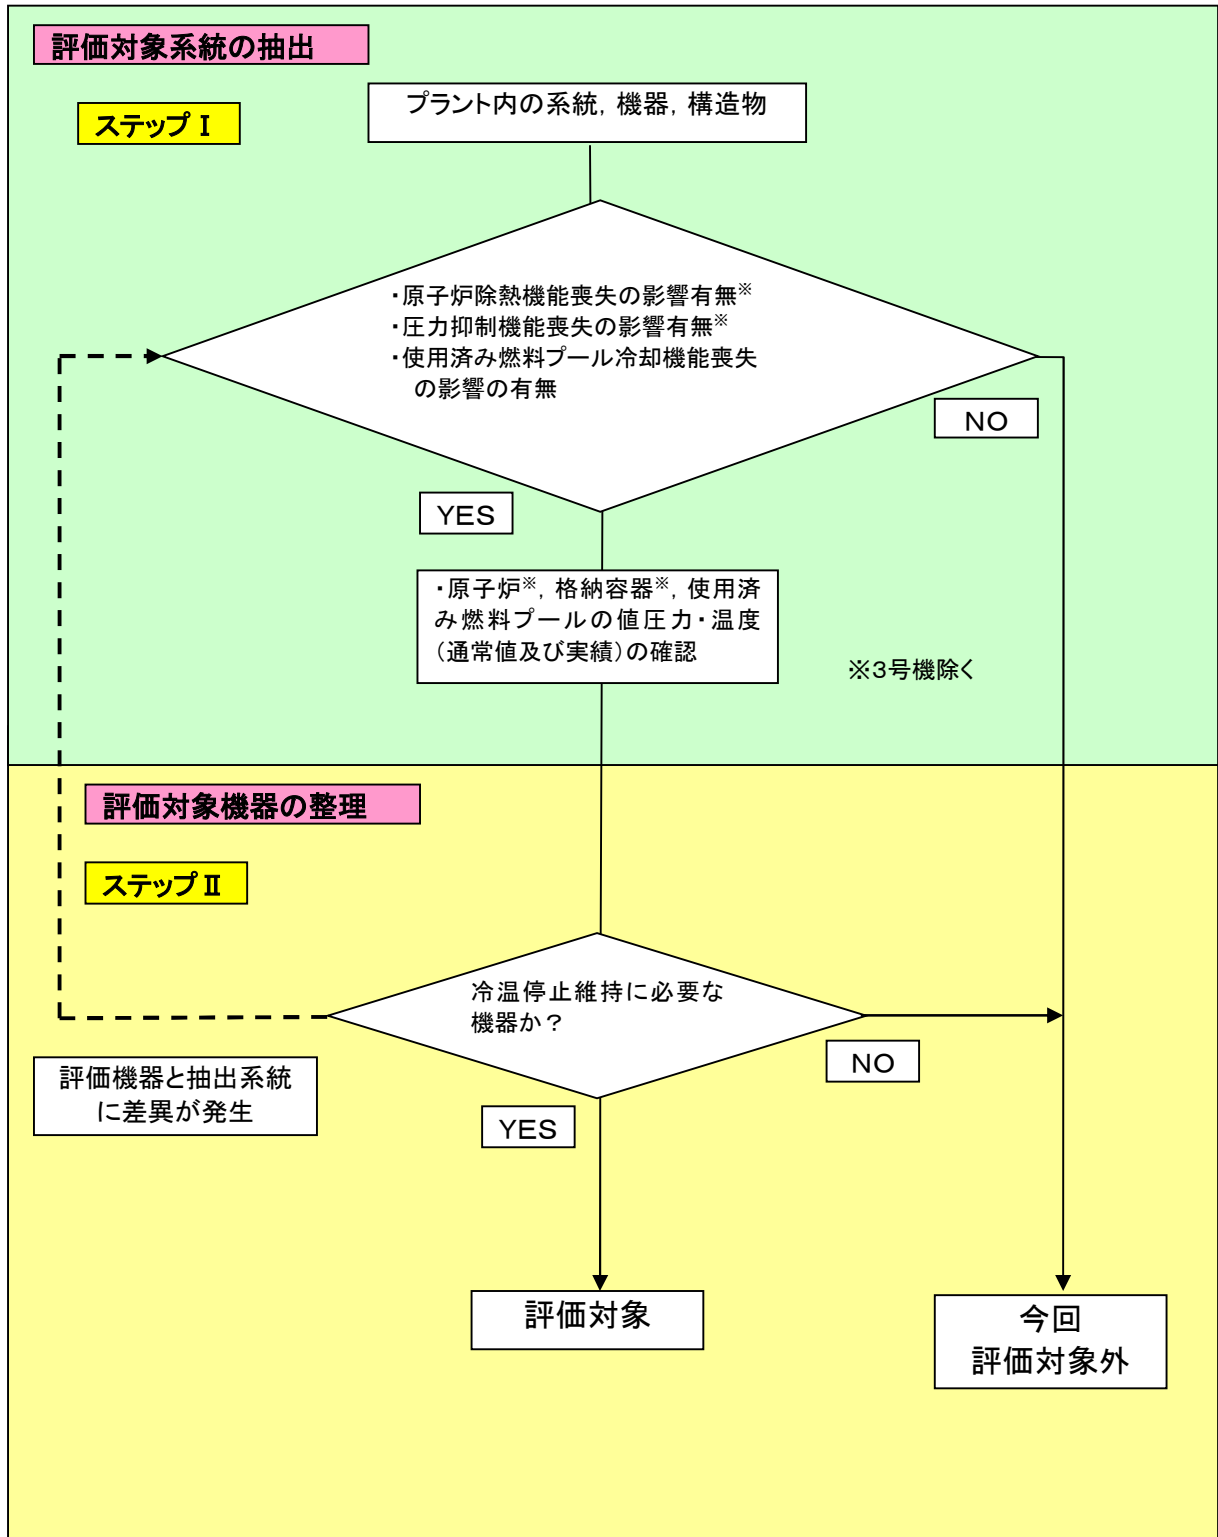 評価対象系統の抽出
ステップⅠ
プラント内の系統，機器，構造物
・原子炉除熱機能喪失の影響有無※
・圧力抑制機能喪失の影響有無※
・使用済み燃料プール冷却機能喪失
の影響の有無
NO
YES
・原子炉※，格納容器※，使用済
み燃料プールの値圧力・温度
（通常値及び実績）の確認
※3号機除く
評価対象機器の整理
ステップⅡ
冷温停止維持に必要な
機器か？
評価機器と抽出系統
に差異が発生
NO
YES
評価対象
今回
評価対象外